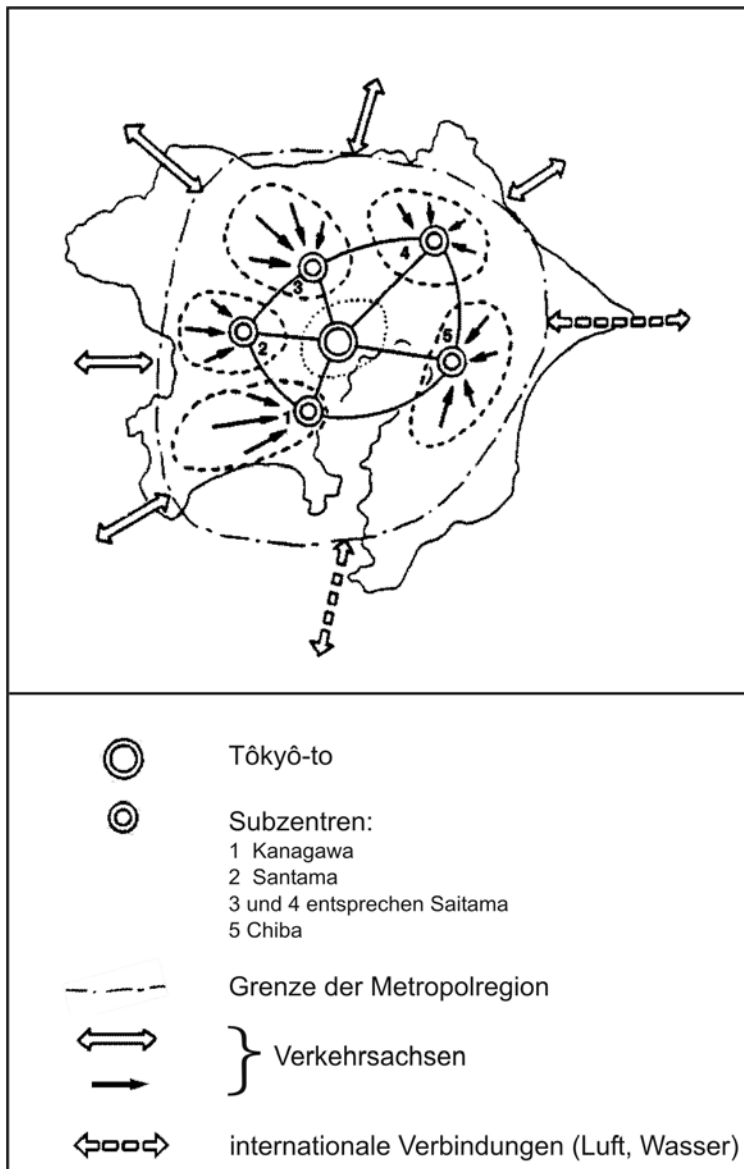 4
3
5
2
1
Tôkyô-to
Subzentren:
1 Kanagawa
2 Santama
3 und 4 entsprechen Saitama
5 Chiba
Grenze der Metropolregion
Verkehrsachsen
internationale Verbindungen (Luft, Wasser)